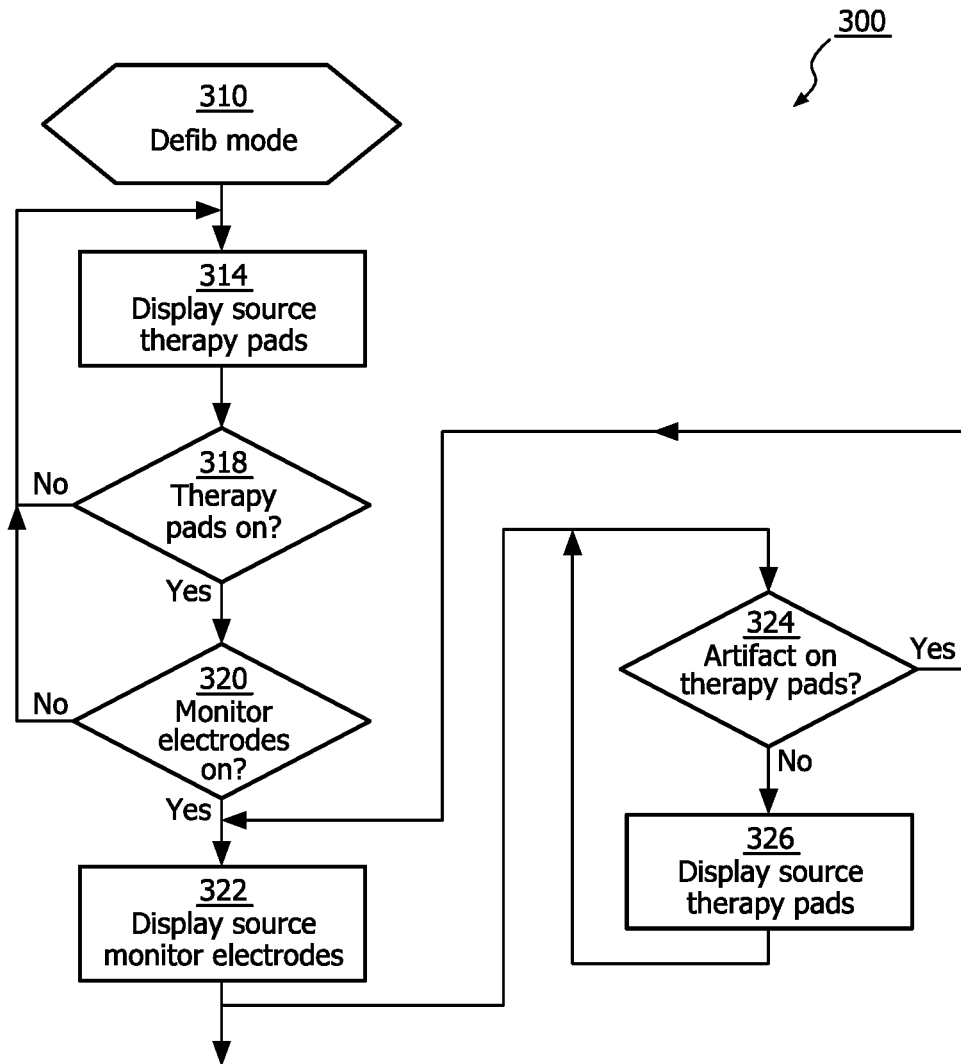 300
310
Defib mode
314
Display source
therapy pads
318
Therapy
pads on?
No
Yes
320
Monitor
electrodes
on?
No
Yes
322
Display source
monitor electrodes
324
Artifact on
therapy pads?
Yes
No
326
Display source
therapy pads